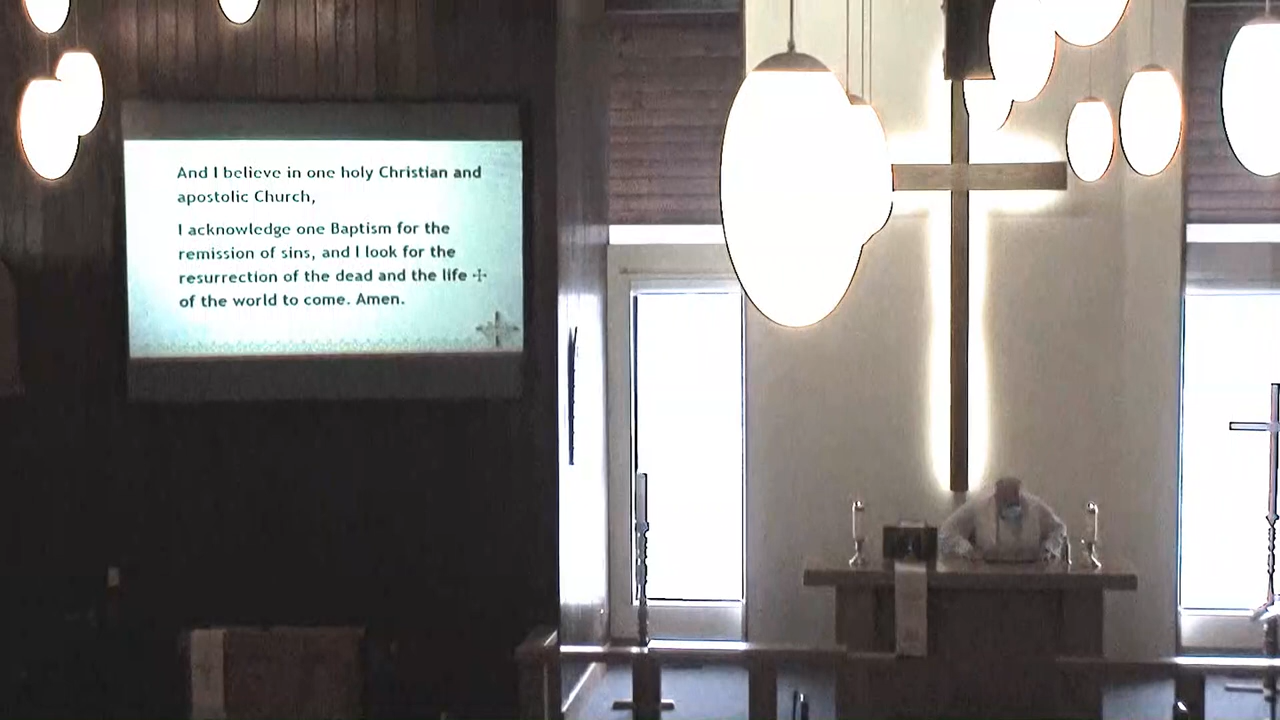 And I believe in one holy Christian and
apostolic Church,
I acknowledge one Baptism for the
remission of sins, and I look for the
resurrection of the dead and the life ☩
of the world to come. Amen.